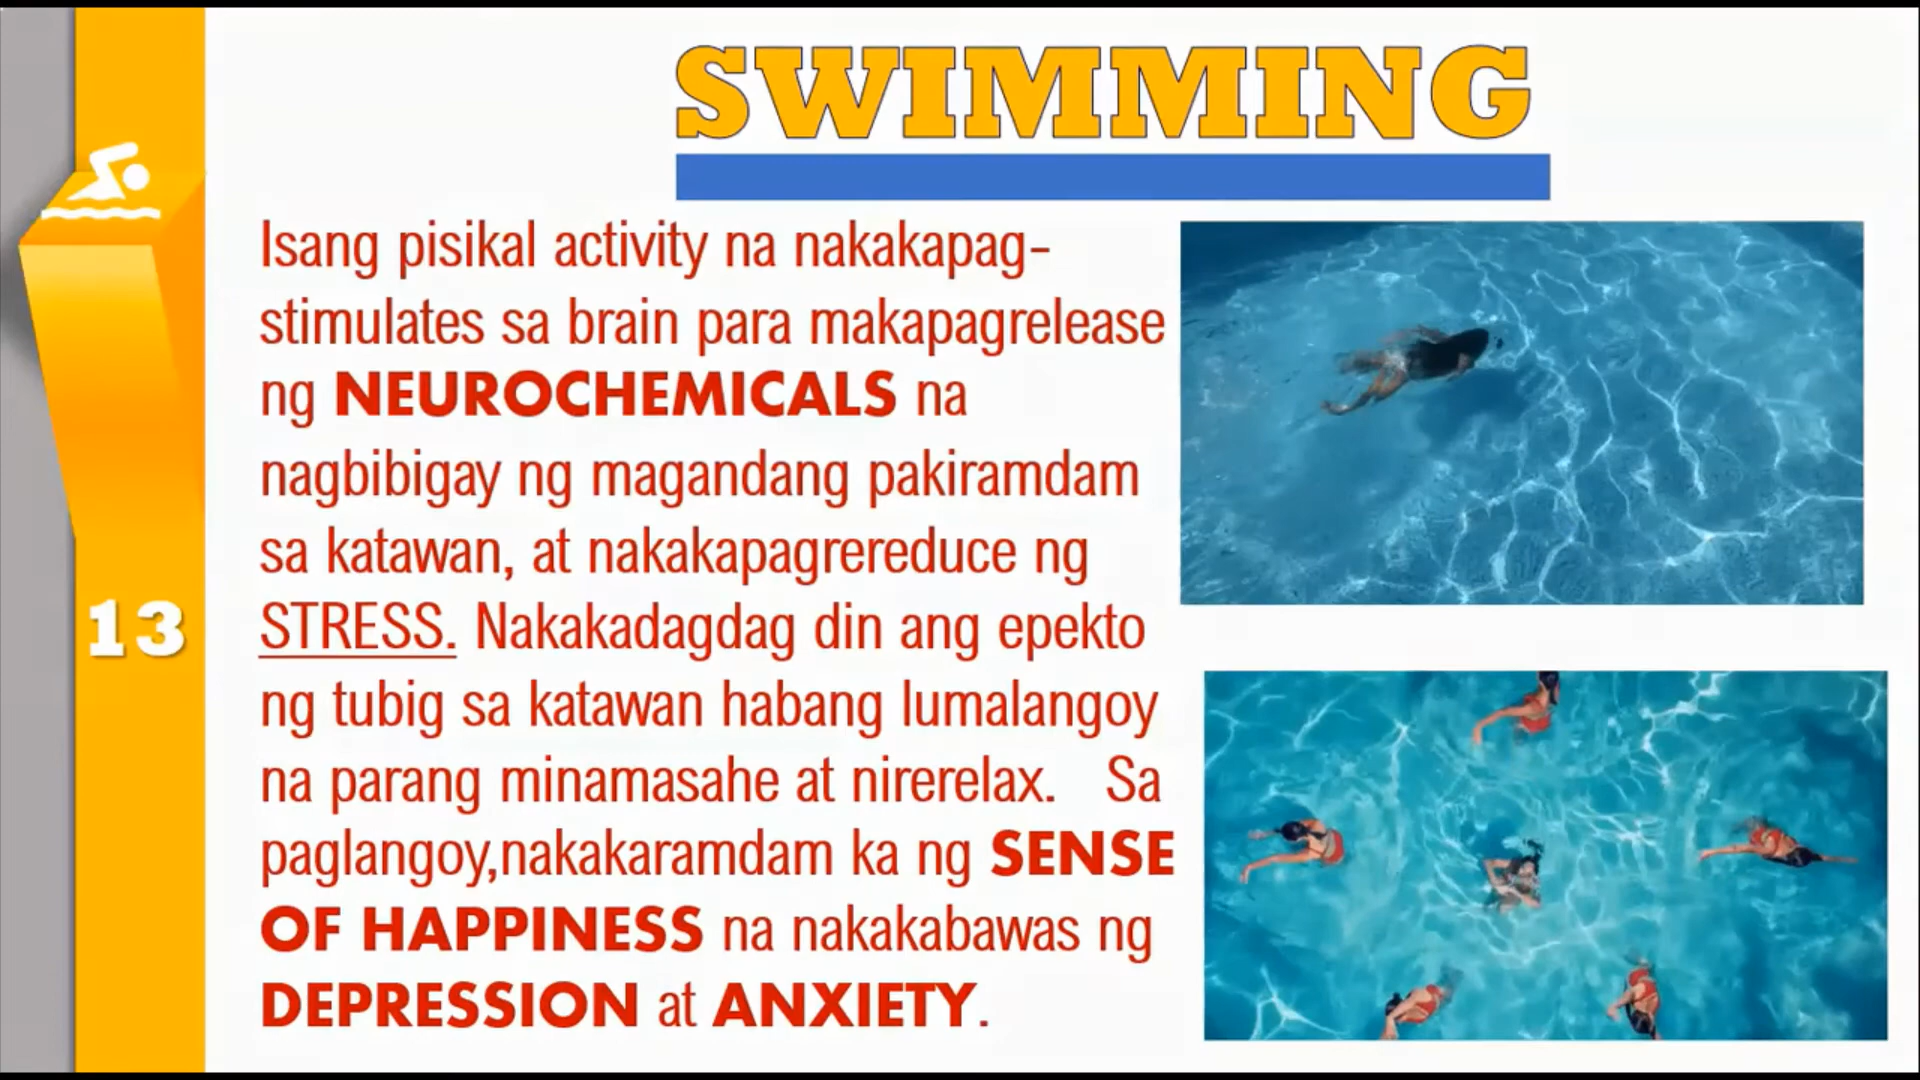 SWIMMING
Isang pisikal activity na nakakapag-
stimulates sa brain para makapagrelease
ng NEUROCHEMICALS na
nagbibigay ng magandang pakiramdam
sa katawan, at nakakapagrereduce ng
STRESS. Nakakadagdag din ang epekto
ng tubig sa katawan habang lumalangoy
na parang minamasahe at nirerelax. Sa
paglangoy,nakakaramdam ka ng SENSE
OF HAPPINESS na nakakabawas ng
DEPRESSION at ANXIETY.
13